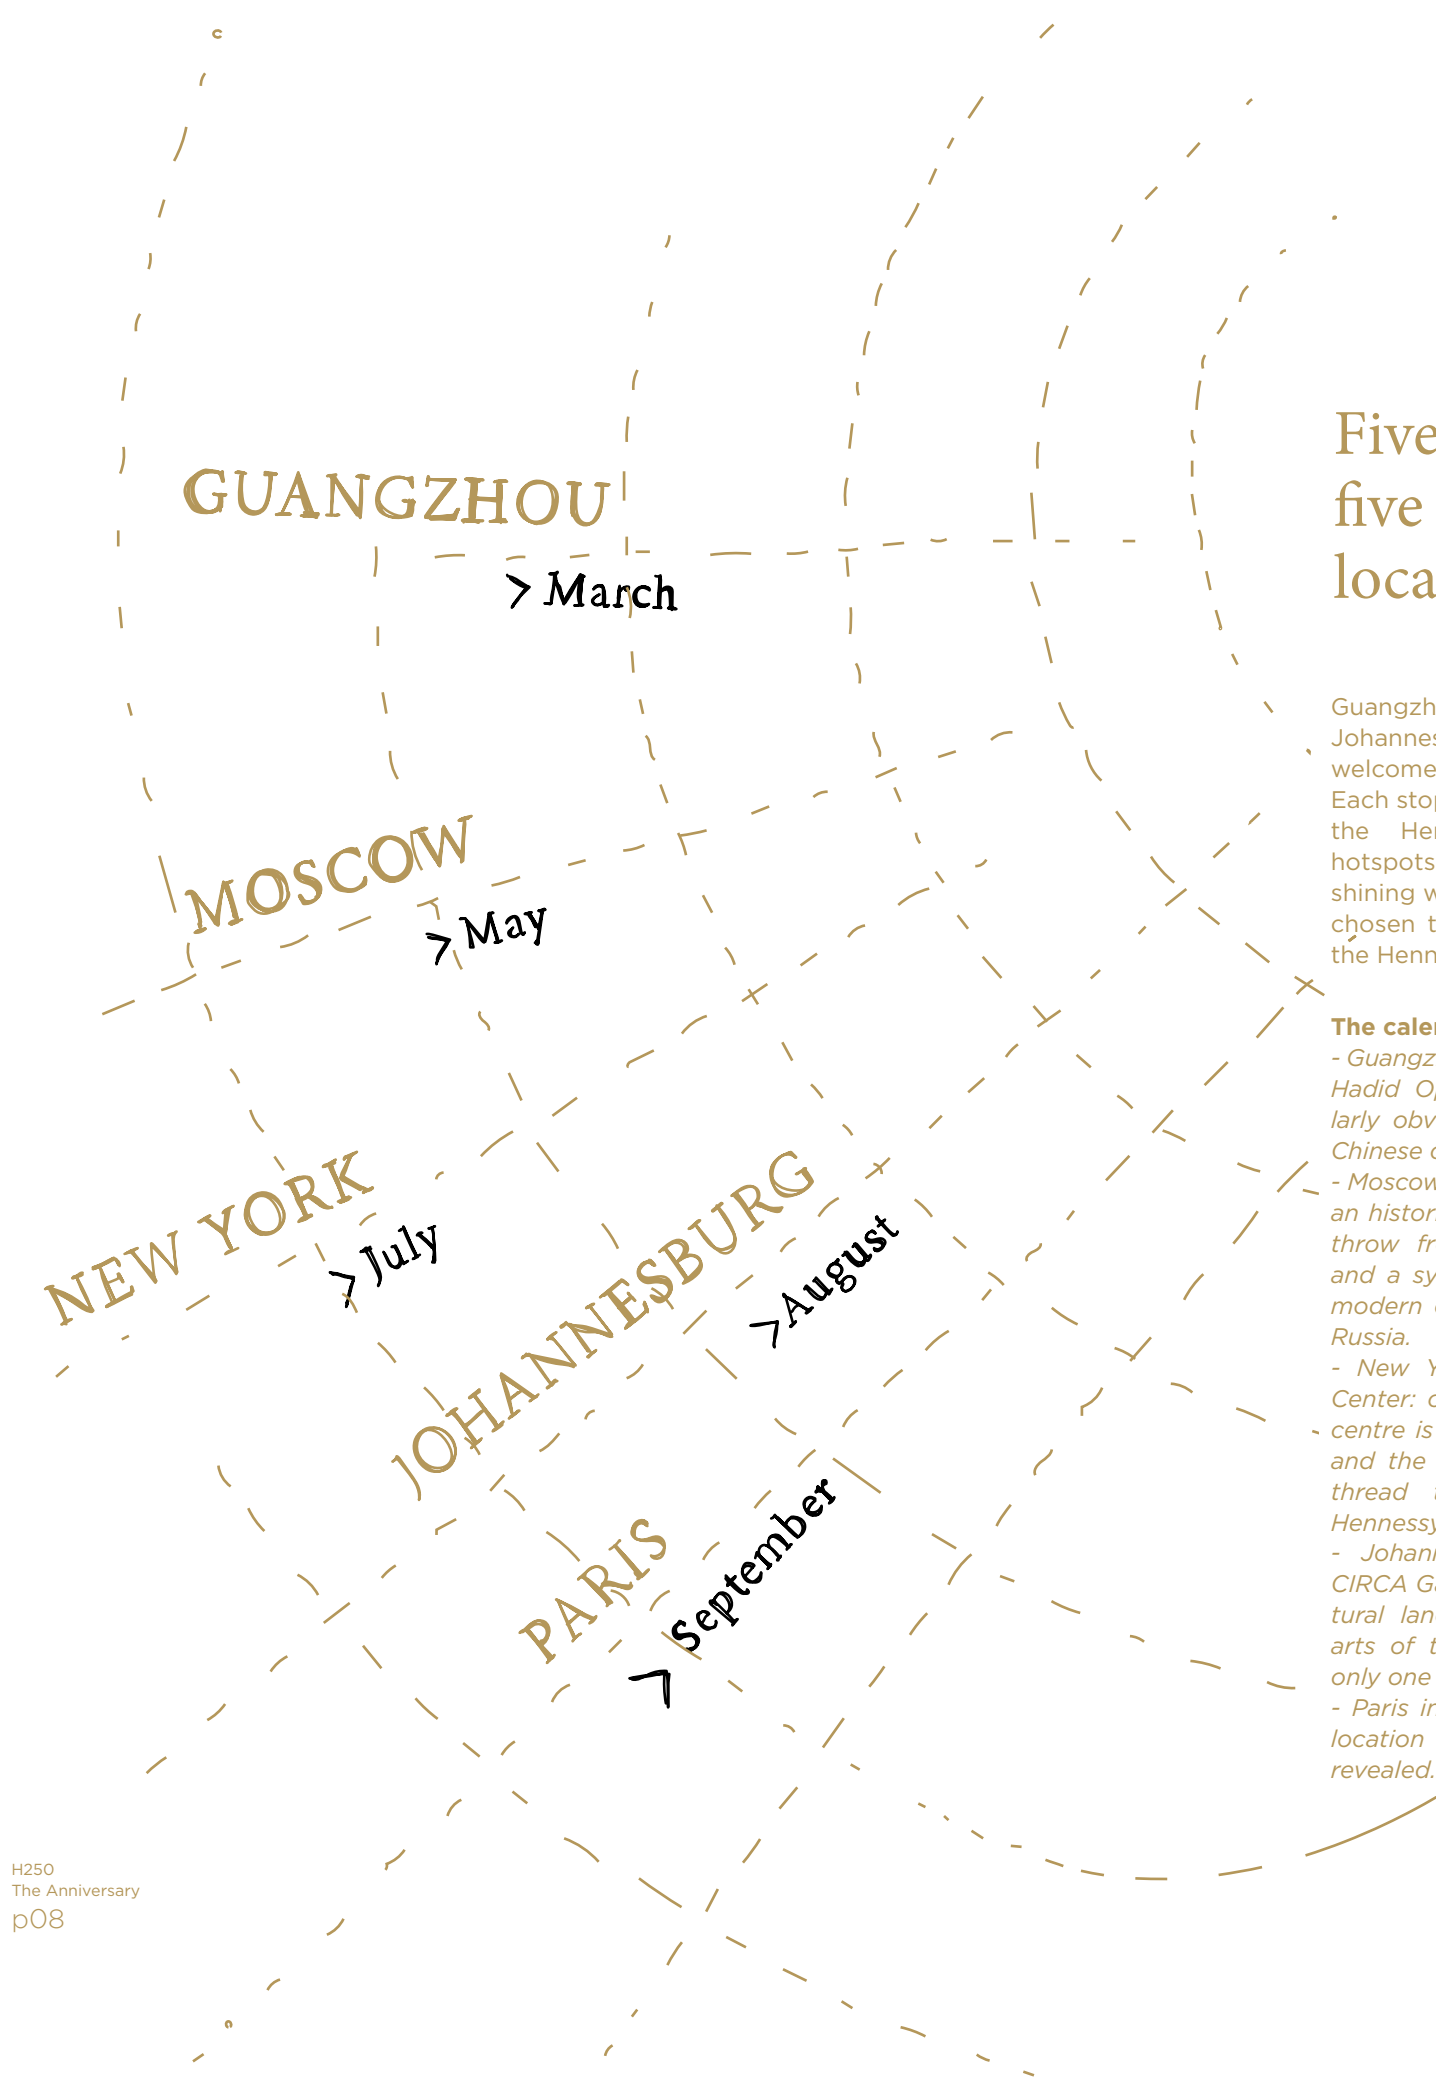 GUANGZHOU
> March
MOSCOW
> May
NEW YORK
> July
JOHANNESBURG
> August
PARIS
> September
Five
five
loca
Guangzh
Johannes
welcome
Each stop
the Her
hotspots
shining w
chosen t
the Henn
The caler
- Guangz
Hadid Op
larly obv
Chinese c
- Moscow
an histor
throw fr
and a sy
modern
Russia.
- New Y
Center: c
centre is
and the
thread t
Hennessy
- Johann
CIRCA Ga
tural lan
arts of t
only one
- Paris in
location
revealed.
H250
The Anniversary
p08